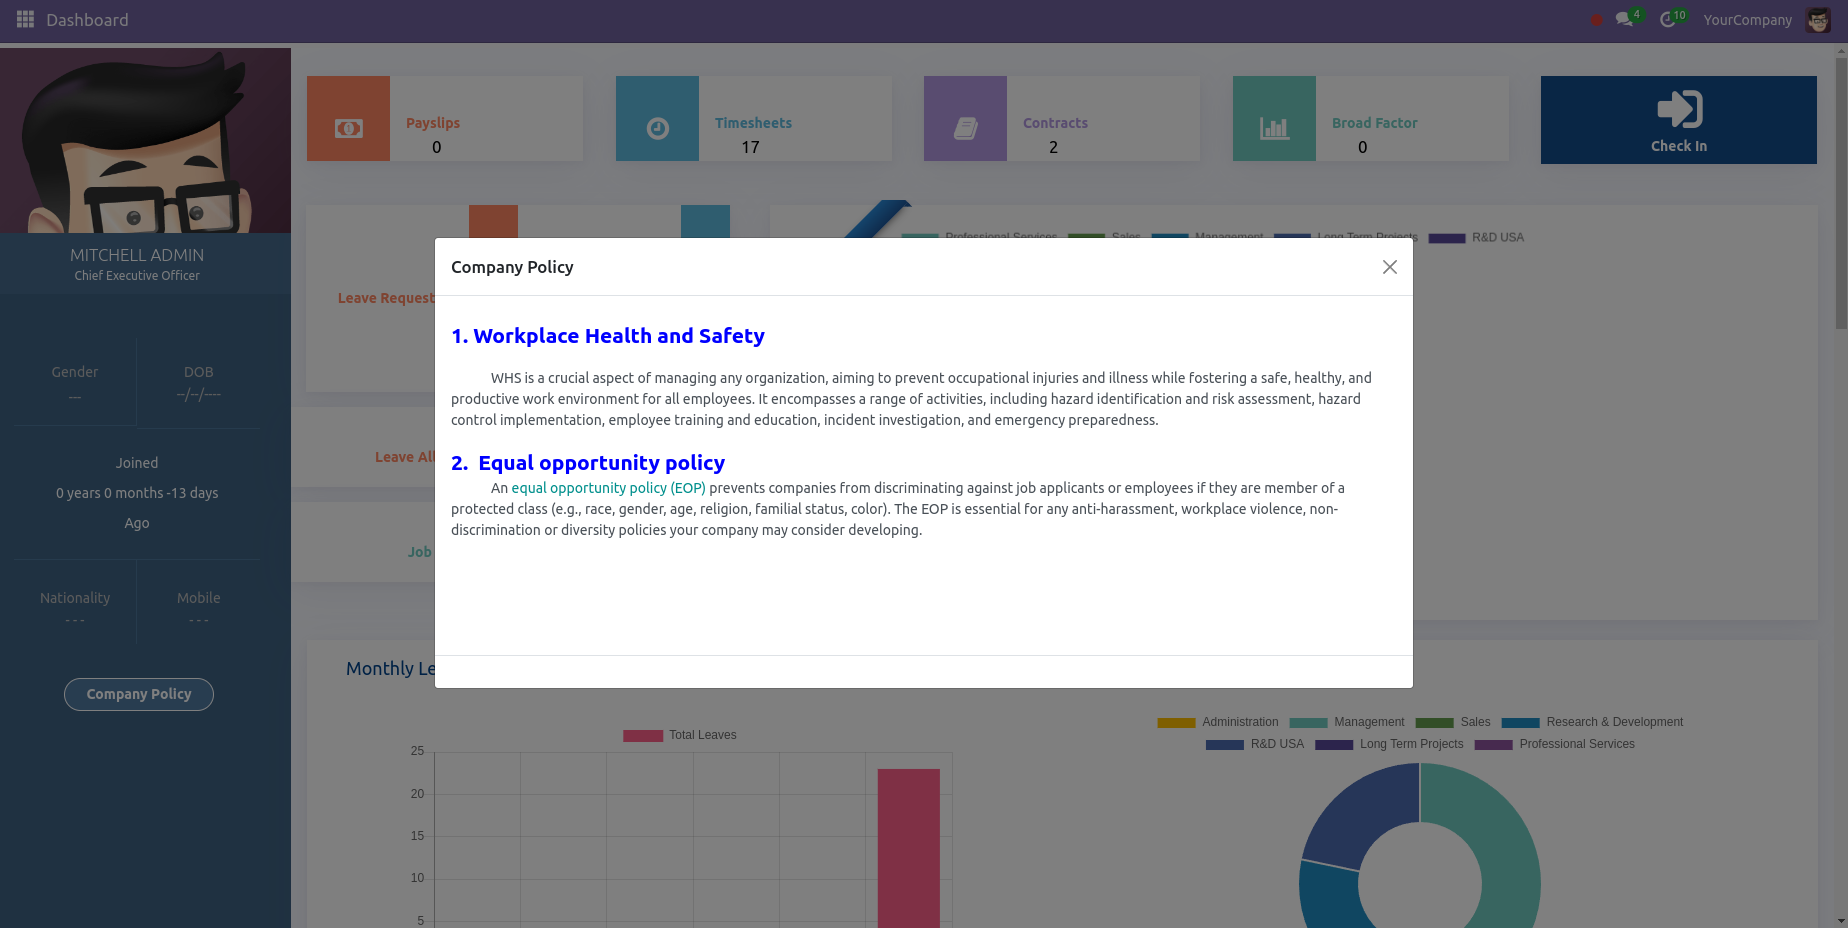 Dashboard
4
10
YourCompany
Payslips
0
Timesheets
17
Contracts
2
Broad Factor
0
Check In
MITCHELL ADMIN
Chief Executive Officer
Professional Services
Sales
Management
Long Term Projects
R&D USA
Leave Request
Company Policy
1. Workplace Health and Safety
WHS is a crucial aspect of managing any organization, aiming to prevent occupational injuries and illness while fostering a safe, healthy, and
productive work environment for all employees. It encompasses a range of activities, including hazard identification and risk assessment, hazard
control implementation, employee training and education, incident investigation, and emergency preparedness.
2. Equal opportunity policy
An equal opportunity policy (EOP) prevents companies from discriminating against job applicants or employees if they are member of a
protected class (e.g., race, gender, age, religion, familial status, color). The EOP is essential for any anti-harassment, workplace violence, non-
discrimination or diversity policies your company may consider developing.
Gender
---
DOB
--/--/----
Leave All
Joined
0 years 0 months -13 days
Ago
Job
Nationality
- - -
Mobile
- - -
Company Policy
Monthly Le
Total Leaves
25
20
15
10
5
Administration
Management
Sales
Research & Development
R&D USA
Long Term Projects
Professional Services